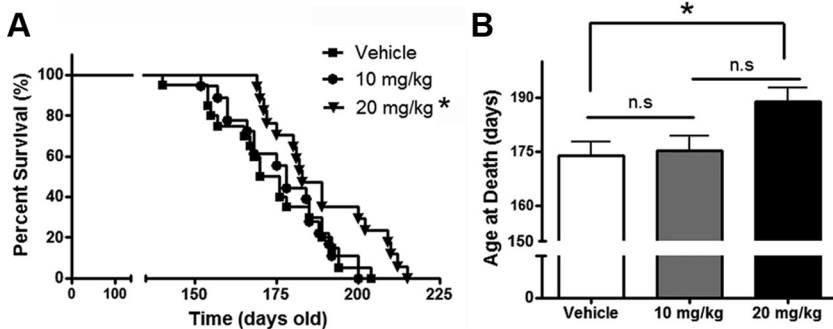 A
Vehicle
10 mg/kg
20 mg/kg *
Percent Survival (%)
100
80
60
40
20
0
0 100 150 175 200 225
Time (days old)
B
*
n.s
n.s
Age at Death (days)
190
175
160
150
0
Vehicle 10 mg/kg 20 mg/kg